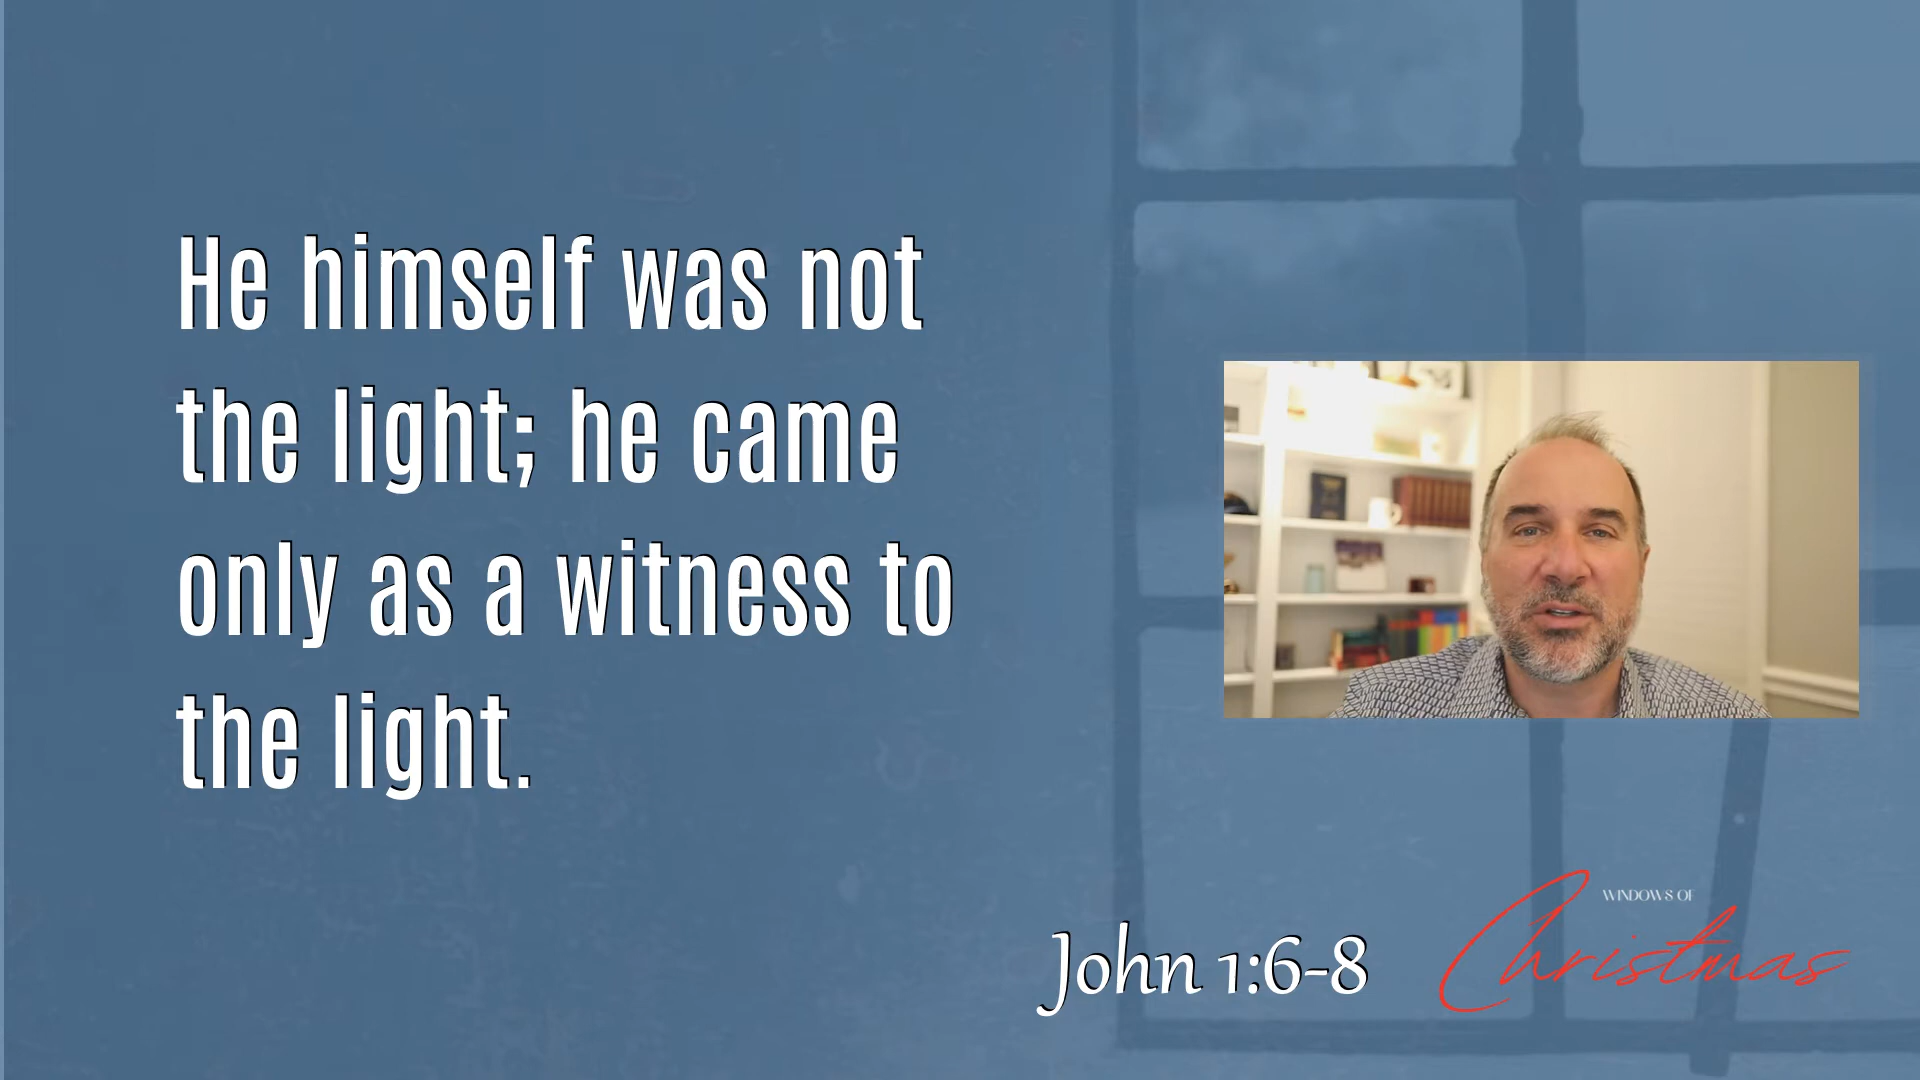 He himself was not
the light; he came
only as a witness to
the light.
John 1:6-8
WINDOWS OF
Christmas